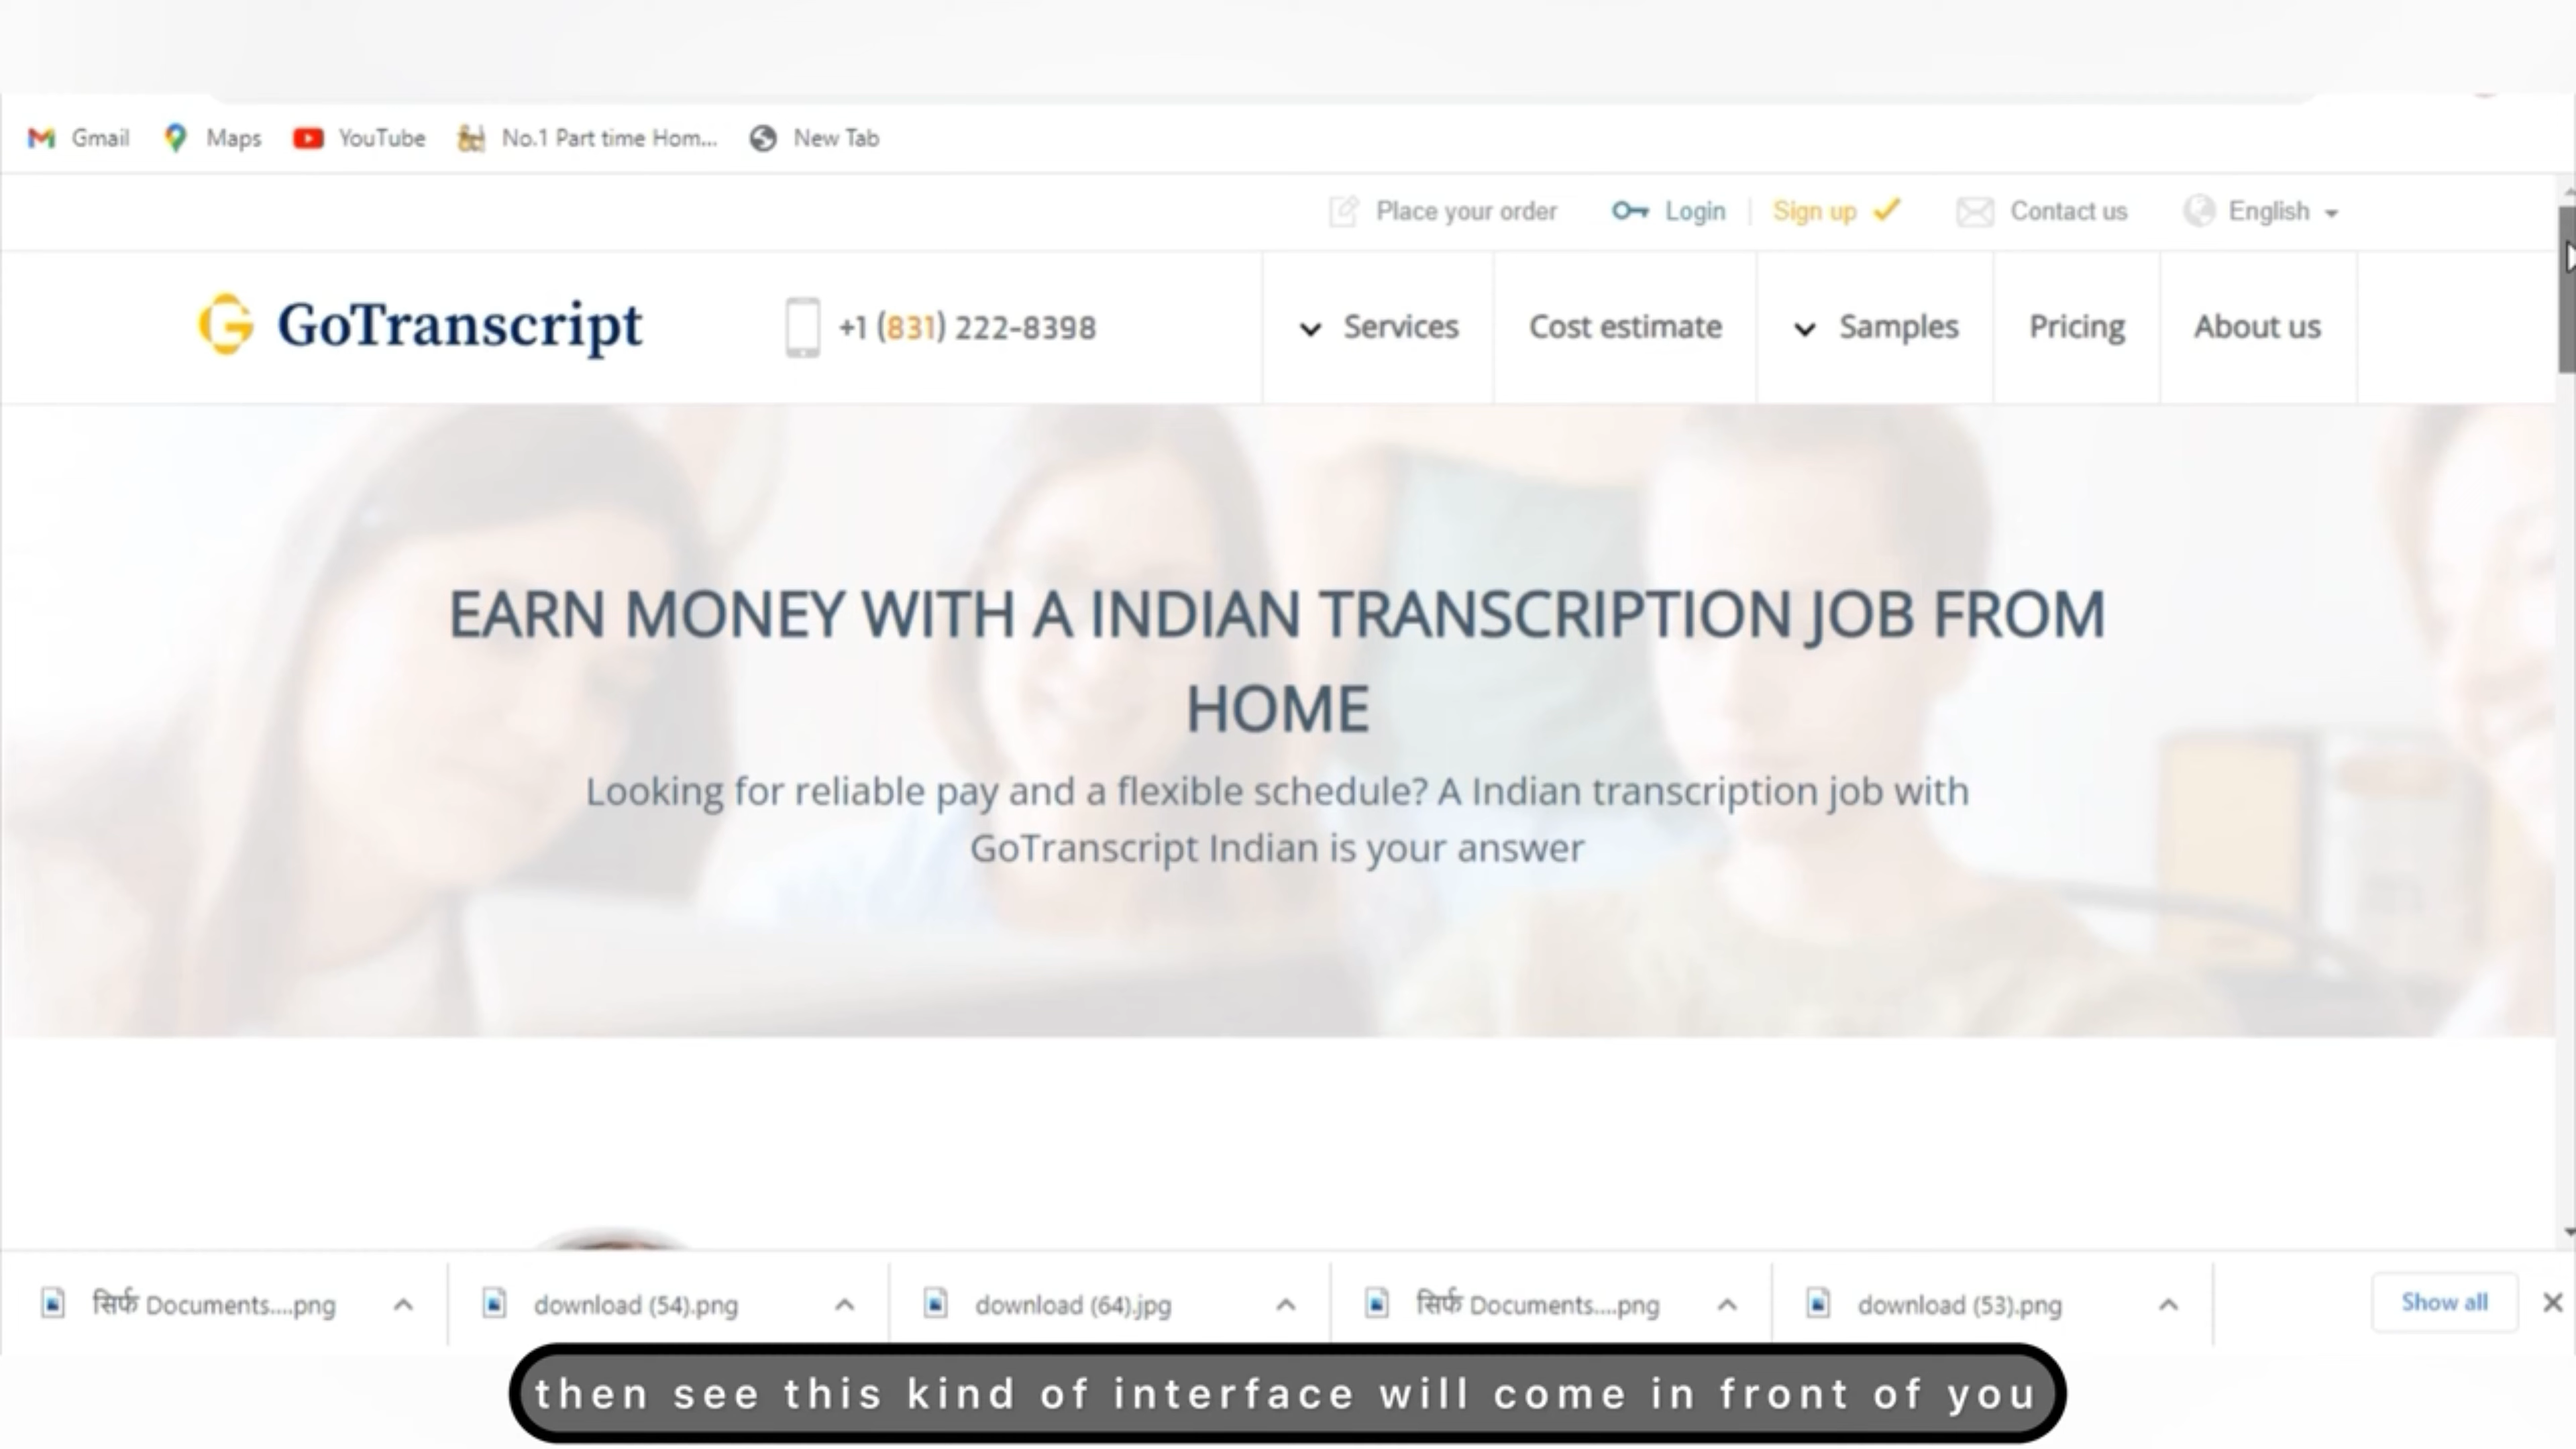 Gmail Maps YouTube No.1 Part time Hom... New Tab
Place your order Login Sign up Contact us English
GoTranscript +1 (831) 222-8398 Services Cost estimate Samples Pricing About us
EARN MONEY WITH A INDIAN TRANSCRIPTION JOB FROM
HOME
Looking for reliable pay and a flexible schedule? A Indian transcription job with
GoTranscript Indian is your answer
सिर्फ Documents....png download (54).png download (64).jpg सिर्फ Documents....png download (53).png Show all
then see this kind of interface will come in front of you